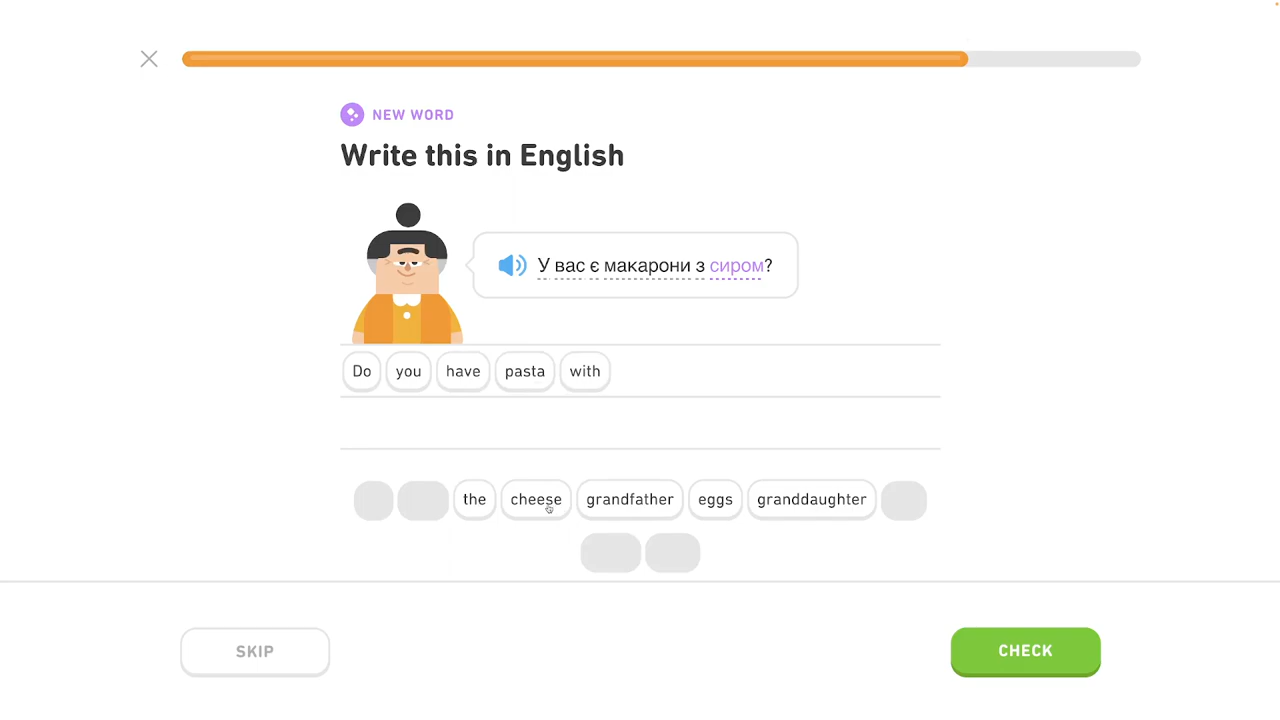 NEW WORD
Write this in English
У вас є макарони з сиром?
Do you have pasta with
the cheese grandfather eggs granddaughter
SKIP
CHECK